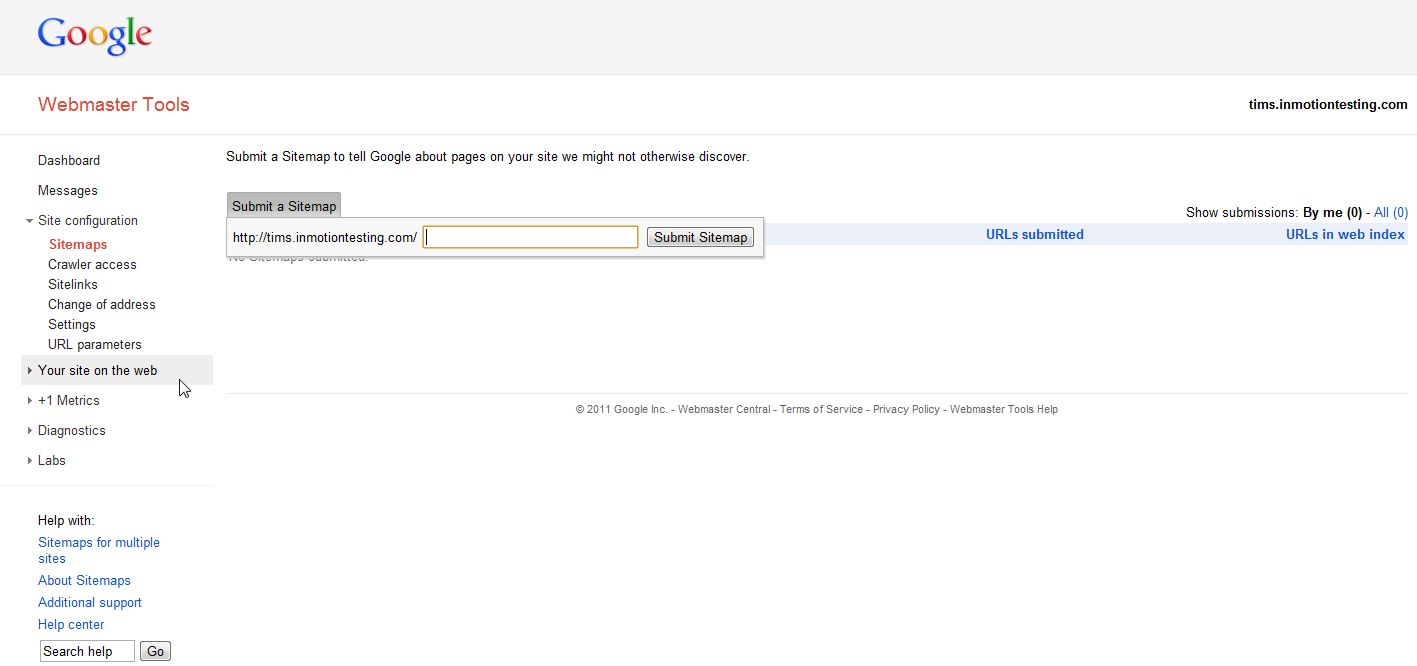 Google
Webmaster Tools
tims.inmotiontesting.com
Dashboard
Messages
Site configuration
Sitemaps
Crawler access
Sitelinks
Change of address
Settings
URL parameters
Your site on the web
+1 Metrics
Diagnostics
Labs
Help with:
Sitemaps for multiple
sites
About Sitemaps
Additional support
Help center
Search help Go
Submit a Sitemap to tell Google about pages on your site we might not otherwise discover.
Submit a Sitemap
Show submissions: By me (0) - All (0)
http://tims.inmotiontesting.com/ Submit Sitemap
URLs submitted URLs in web index
No Sitemaps submitted.
© 2011 Google Inc. - Webmaster Central - Terms of Service - Privacy Policy - Webmaster Tools Help